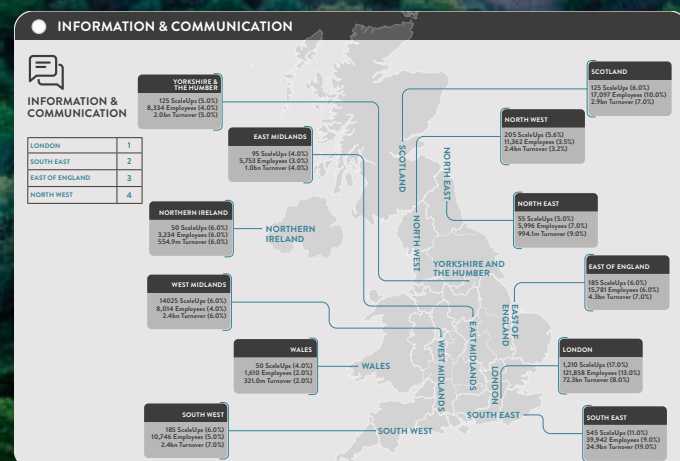 INFORMATION & COMMUNICATION
INFORMATION &
COMMUNICATION
LONDON 1
SOUTH EAST 2
EAST OF ENGLAND 3
NORTH WEST 4
YORKSHIRE &
THE HUMBER
125 ScaleUps (5.0%)
8,334 Employees (4.0%)
2.0bn Turnover (5.0%)
EAST MIDLANDS
95 ScaleUps (4.0%)
5,753 Employees (3.0%)
1.0bn Turnover (4.0%)
NORTHERN IRELAND
50 ScaleUps (6.0%)
3,234 Employees (6.0%)
554.9m Turnover (6.0%)
WEST MIDLANDS
14025 ScaleUps (6.0%)
8,014 Employees (4.0%)
2.4bn Turnover (6.0%)
WALES
50 ScaleUps (4.0%)
1,610 Employees (2.0%)
321.0m Turnover (2.0%)
SOUTH WEST
185 ScaleUps (6.0%)
10,746 Employees (5.0%)
2.4bn Turnover (7.0%)
SCOTLAND
125 ScaleUps (6.0%)
17,097 Employees (10.0%)
2.9bn Turnover (7.0%)
NORTH WEST
205 ScaleUps (5.6%)
11,362 Employees (3.5%)
2.4bn Turnover (3.2%)
NORTH EAST
55 ScaleUps (5.0%)
5,996 Employees (7.0%)
994.1m Turnover (9.0%)
EAST OF ENGLAND
185 ScaleUps (6.0%)
15,781 Employees (6.0%)
4.3bn Turnover (7.0%)
LONDON
1,210 ScaleUps (17.0%)
121,858 Employees (13.0%)
72.3bn Turnover (8.0%)
SOUTH EAST
545 ScaleUps (11.0%)
39,942 Employees (9.0%)
24.9bn Turnover (19.0%)
SCOTLAND
NORTH EAST
NORTH WEST
NORTHERN
IRELAND
YORKSHIRE AND
THE HUMBER
EAST OF
ENGLAND
EAST MIDLANDS
WEST MIDLANDS
WALES
LONDON
SOUTH EAST
SOUTH WEST